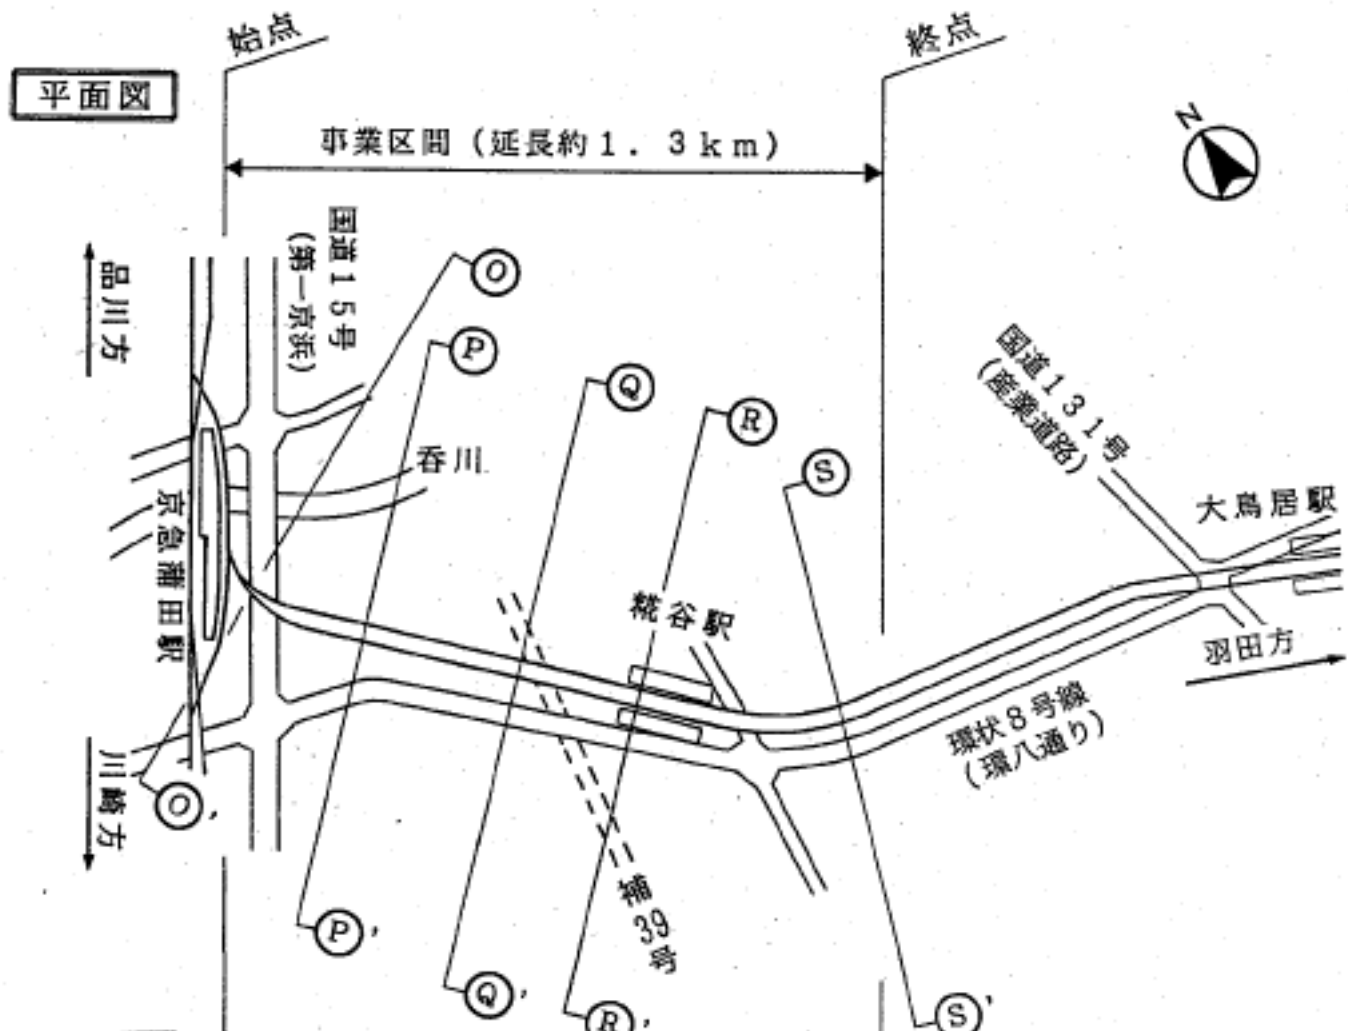 始点
終点
平面図
N
事業区間（延長約１．３ｋｍ）
国道１５号
（第一京浜）
品川方
O
P
Q
R
S
国道１３１号
（産業道路）
呑川
大鳥居駅
京急蒲田駅
糀谷駅
羽田方
環状８号線
（環八通り）
川崎方
O'
補39号
P'
Q'
R'
S'